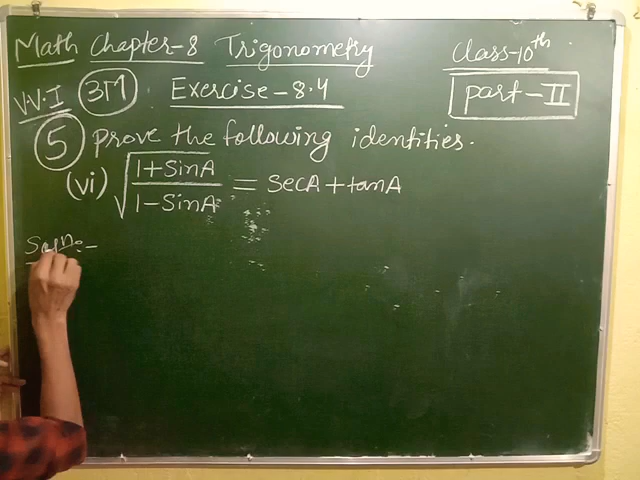 Math Chapter-8 Trigonometry Class-10th
V.V.I 3M Exercise-8.4 part-II
5 prove the following identities.
(vi) √(1+SinA / 1-SinA) = SecA + tanA
Soln:-